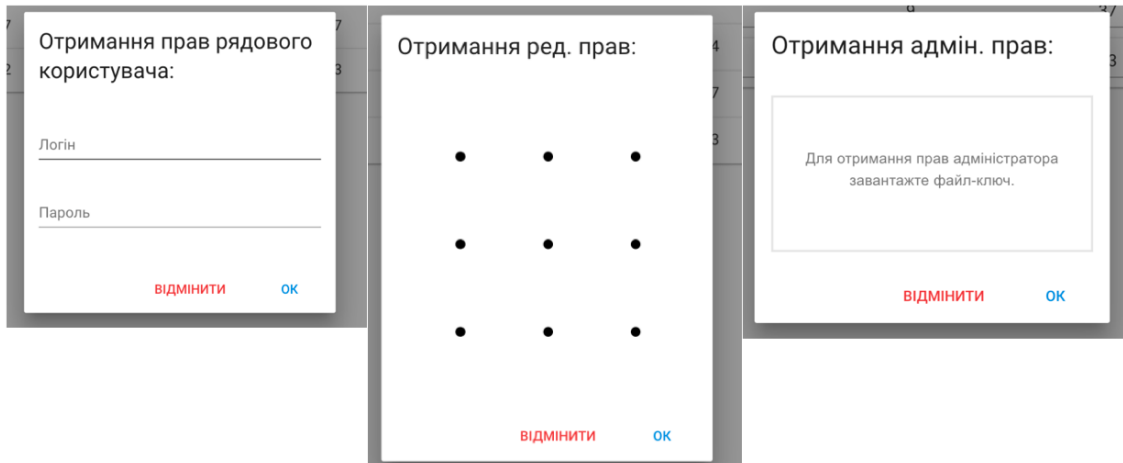 Отримання прав рядового
користувача:
Логін
Пароль
ВІДМІНИТИ ОК
Отримання ред. прав:
ВІДМІНИТИ ОК
Отримання адмін. прав:
Для отримання прав адміністратора
завантажте файл-ключ.
ВІДМІНИТИ ОК